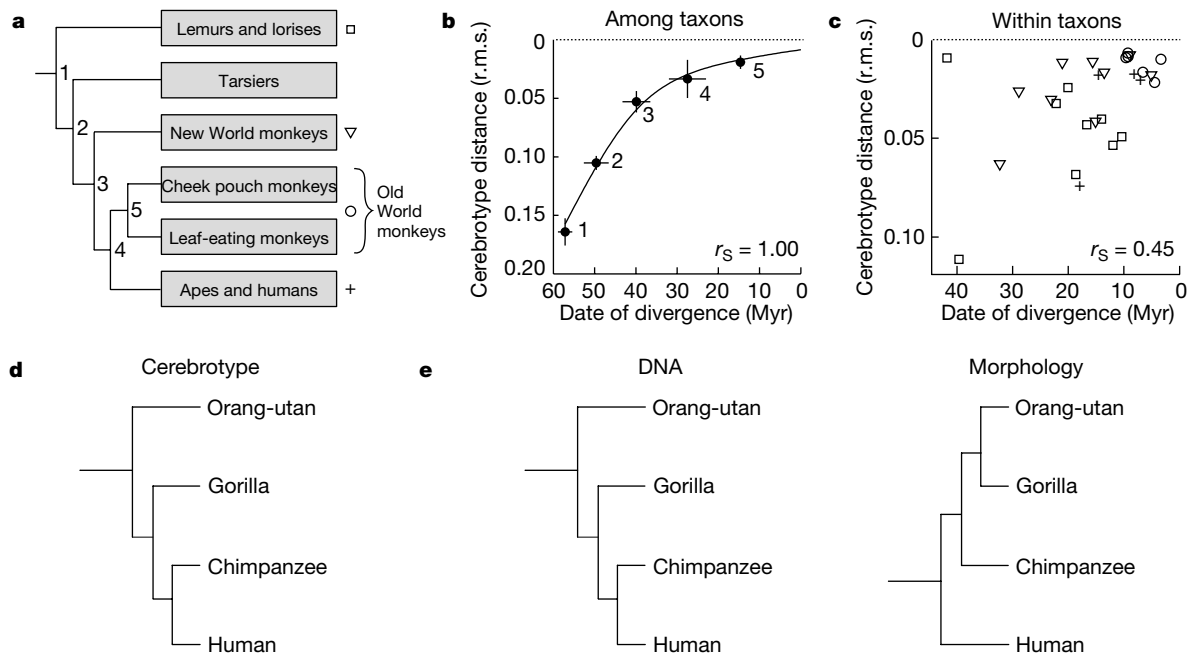 a
Lemurs and lorises
Tarsiers
New World monkeys
Cheek pouch monkeys
Leaf-eating monkeys
Apes and humans
1
2
3
4
5
Old
World
monkeys
b
Among taxons
Cerebrotype distance (r.m.s.)
0
0.05
0.10
0.15
0.20
1
2
3
4
5
rS = 1.00
60 50 40 30 20 10 0
Date of divergence (Myr)
c
Within taxons
Cerebrotype distance (r.m.s.)
0
0.05
0.10
rS = 0.45
40 30 20 10 0
Date of divergence (Myr)
d
Cerebrotype
Orang-utan
Gorilla
Chimpanzee
Human
e
DNA
Orang-utan
Gorilla
Chimpanzee
Human
Morphology
Orang-utan
Gorilla
Chimpanzee
Human